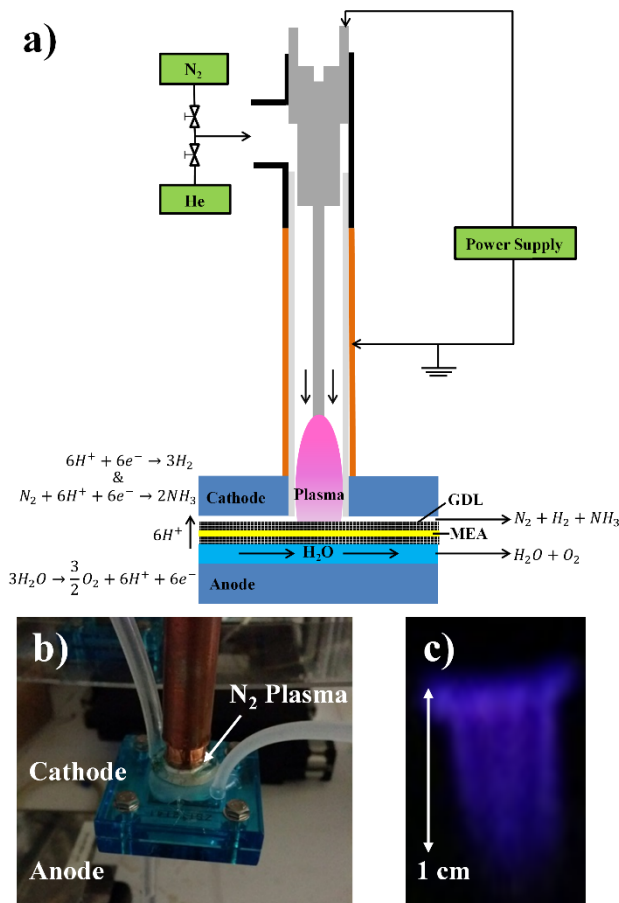 a)
N₂
He
Power Supply
6H⁺ + 6e⁻ → 3H₂
&
N₂ + 6H⁺ + 6e⁻ → 2NH₃
Cathode
Plasma
GDL
N₂ + H₂ + NH₃
6H⁺
MEA
H₂O
H₂O + O₂
3H₂O → 3/2 O₂ + 6H⁺ + 6e⁻
Anode
b)
N₂ Plasma
Cathode
Anode
c)
1 cm